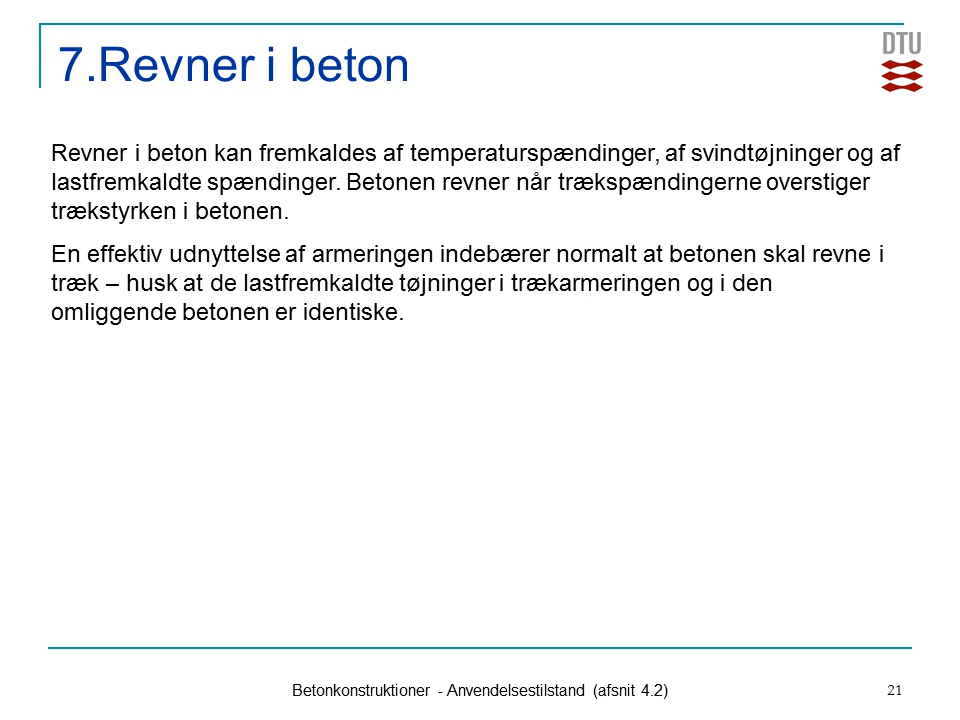 7.Revner i beton
DTU
Revner i beton kan fremkaldes af temperaturspændinger, af svindtøjninger og af
lastfremkaldte spændinger. Betonen revner når trækspændingerne overstiger
trækstyrken i betonen.
En effektiv udnyttelse af armeringen indebærer normalt at betonen skal revne i
træk – husk at de lastfremkaldte tøjninger i trækarmeringen og i den
omliggende betonen er identiske.
Betonkonstruktioner - Anvendelsestilstand (afsnit 4.2)
21